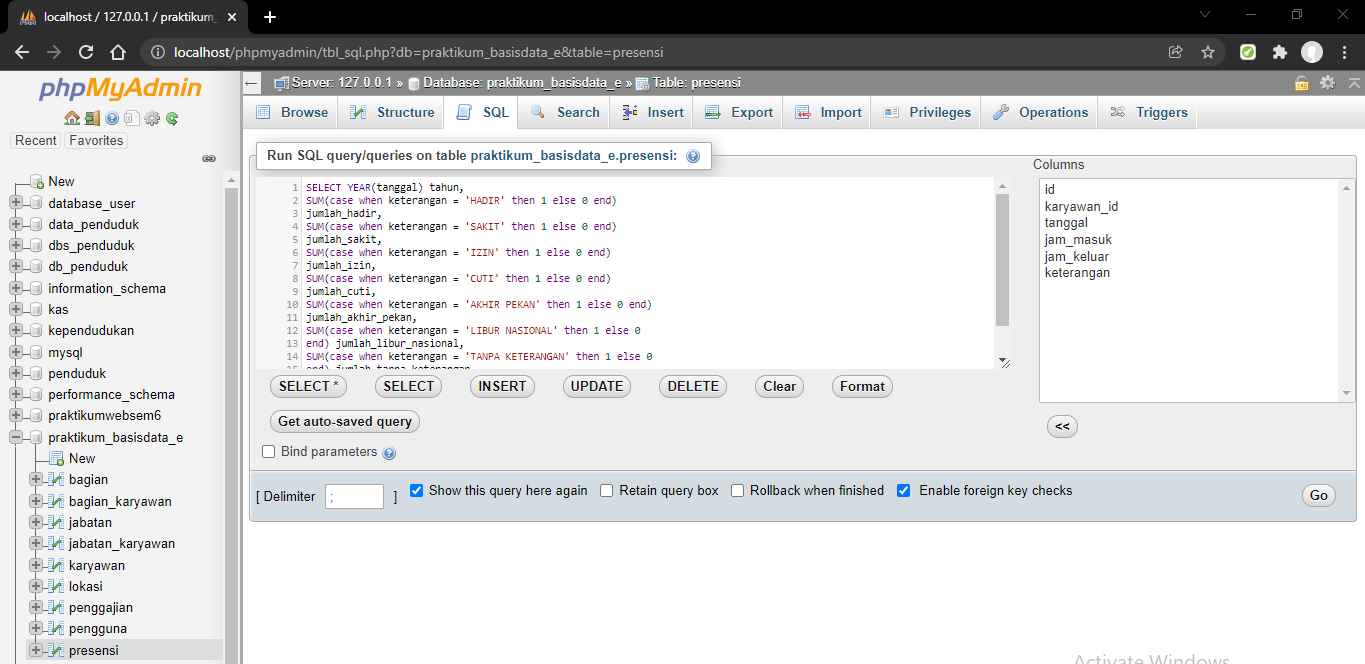 localhost / 127.0.0.1 / praktikum_
localhost/phpmyadmin/tbl_sql.php?db=praktikum_basisdata_e&table=presensi
phpMyAdmin
Recent Favorites
New
database_user
data_penduduk
dbs_penduduk
db_penduduk
information_schema
kas
kependudukan
mysql
penduduk
performance_schema
praktikumwebsem6
praktikum_basisdata_e
New
bagian
bagian_karyawan
jabatan
jabatan_karyawan
karyawan
lokasi
penggajian
pengguna
presensi
Server: 127.0.0.1 » Database: praktikum_basisdata_e » Table: presensi
Browse Structure SQL Search Insert Export Import Privileges Operations Triggers
Run SQL query/queries on table praktikum_basisdata_e.presensi:
1 SELECT YEAR(tanggal) tahun,
2 SUM(case when keterangan = 'HADIR' then 1 else 0 end)
3 jumlah_hadir,
4 SUM(case when keterangan = 'SAKIT' then 1 else 0 end)
5 jumlah_sakit,
6 SUM(case when keterangan = 'IZIN' then 1 else 0 end)
7 jumlah_izin,
8 SUM(case when keterangan = 'CUTI' then 1 else 0 end)
9 jumlah_cuti,
10 SUM(case when keterangan = 'AKHIR PEKAN' then 1 else 0 end)
11 jumlah_akhir_pekan,
12 SUM(case when keterangan = 'LIBUR NASIONAL' then 1 else 0
13 end) jumlah_libur_nasional,
14 SUM(case when keterangan = 'TANPA KETERANGAN' then 1 else 0
15 end) jumlah_tanpa_keterangan
Columns
id
karyawan_id
tanggal
jam_masuk
jam_keluar
keterangan
SELECT * SELECT INSERT UPDATE DELETE Clear Format
Get auto-saved query
<<
Bind parameters
[ Delimiter ; ] Show this query here again Retain query box Rollback when finished Enable foreign key checks
Go
Activate Windows